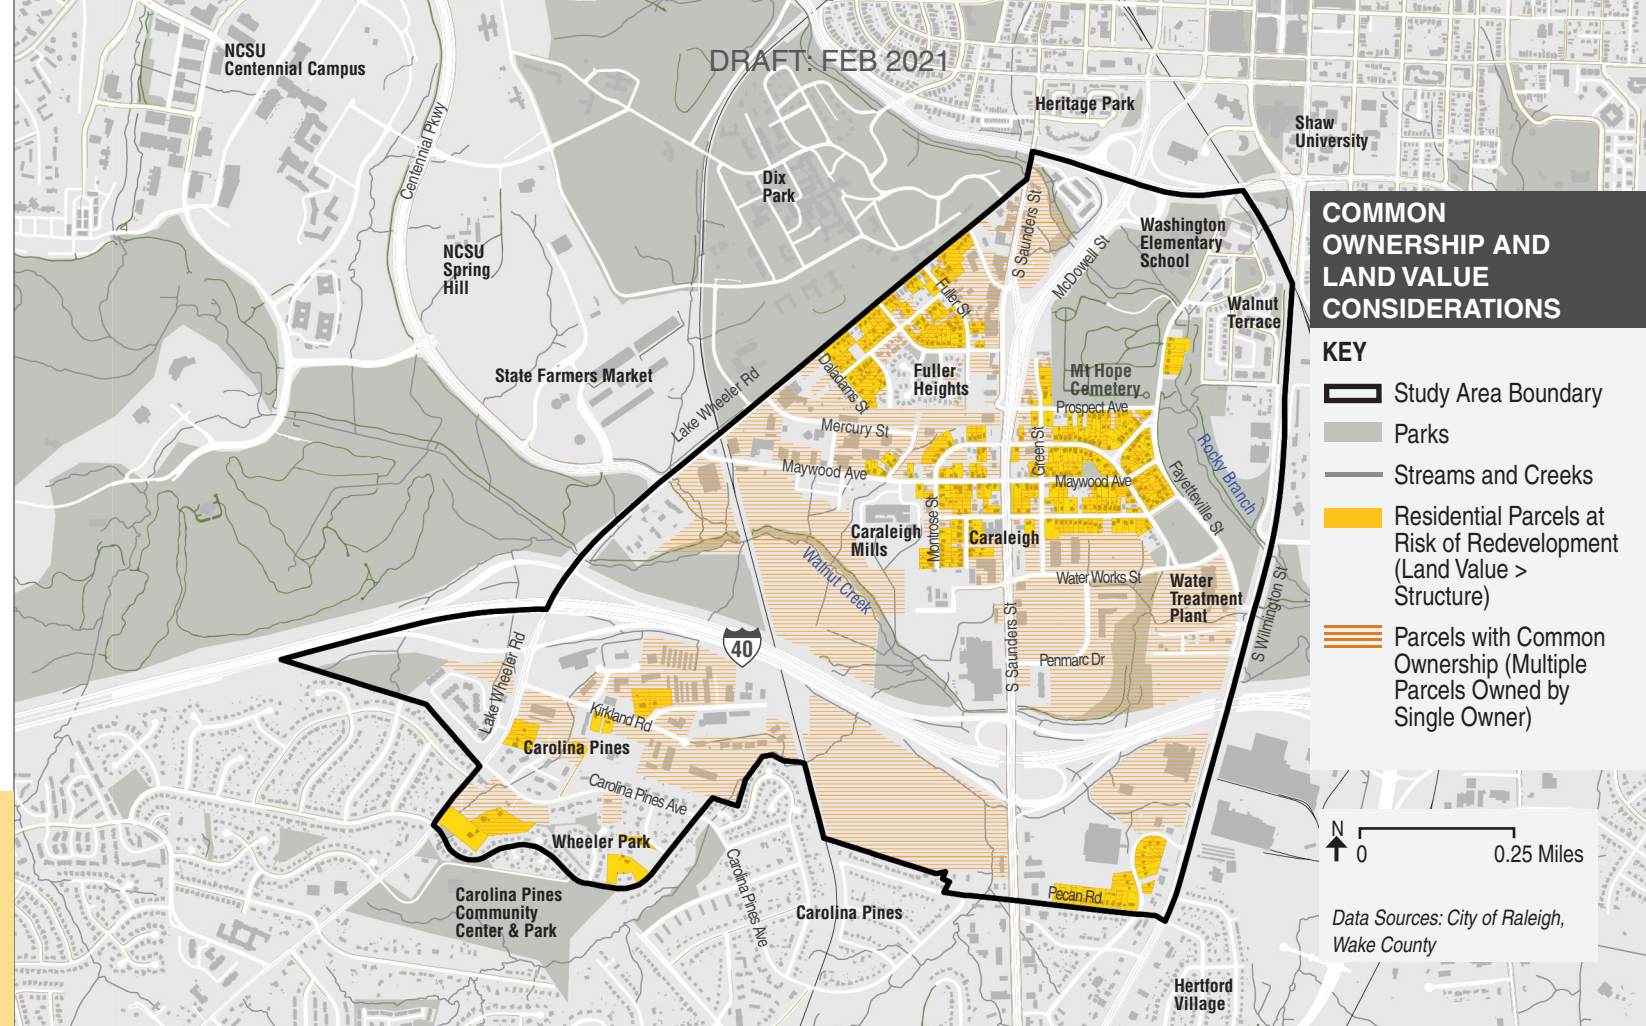 DRAFT: FEB 2021
NCSU
Centennial Campus
Centennial Pkwy
Heritage Park
Shaw
University
Dix
Park
NCSU
Spring
Hill
S Saunders St
McDowell St
Washington
Elementary
School
Walnut
Terrace
Fuller St
State Farmers Market
Lake Wheeler Rd
Daladams St
Fuller
Heights
Mt Hope
Cemetery
Prospect Ave
Mercury St
Green St
Maywood Ave
Maywood Ave
Rocky Branch
Fayetteville St
Montrose St
Caraleigh
Mills
Caraleigh
Walnut Creek
Water Works St
Water
Treatment
Plant
S Wilmington St
S Saunders St
Penmarc Dr
40
Lake Wheeler Rd
Kirkland Rd
Carolina Pines
Carolina Pines Ave
Wheeler Park
Carolina Pines
Community
Center & Park
Carolina Pines Ave
Carolina Pines
Pecan Rd
Hertford
Village
COMMON
OWNERSHIP AND
LAND VALUE
CONSIDERATIONS
KEY
Study Area Boundary
Parks
Streams and Creeks
Residential Parcels at
Risk of Redevelopment
(Land Value >
Structure)
Parcels with Common
Ownership (Multiple
Parcels Owned by
Single Owner)
N
0 0.25 Miles
Data Sources: City of Raleigh,
Wake County